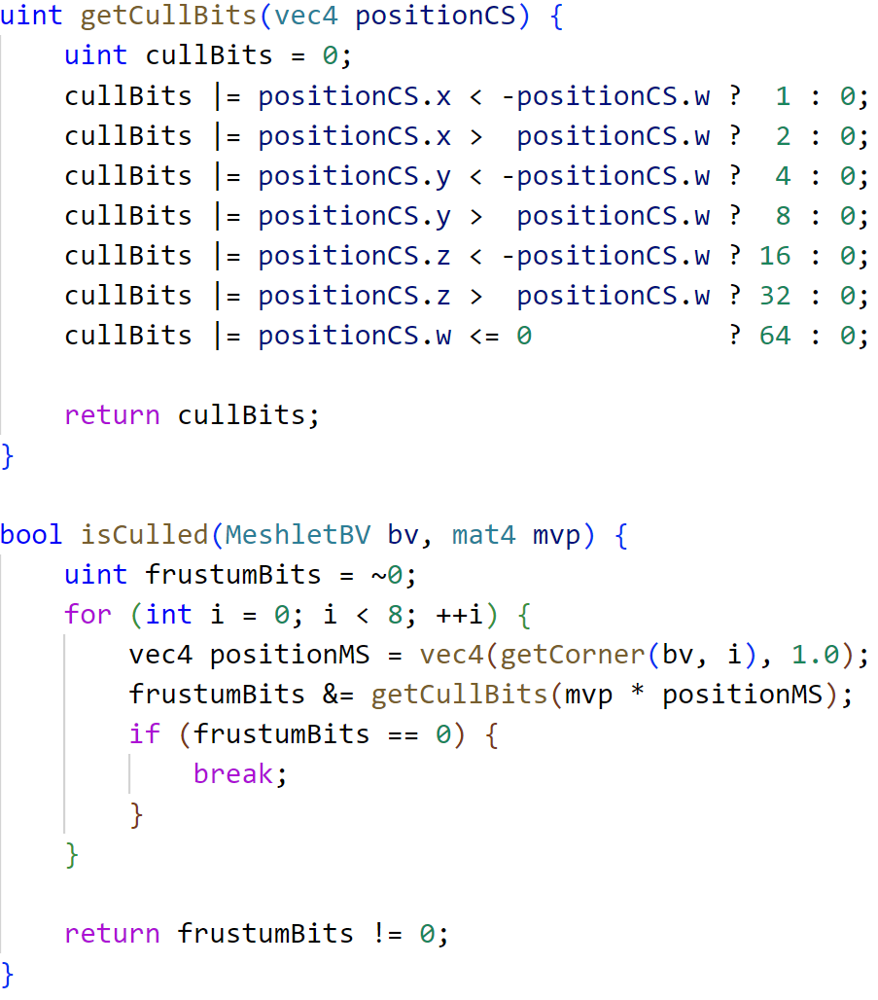 uint getCullBits(vec4 positionCS) {
    uint cullBits = 0;
    cullBits |= positionCS.x < -positionCS.w ?  1 : 0;
    cullBits |= positionCS.x >  positionCS.w ?  2 : 0;
    cullBits |= positionCS.y < -positionCS.w ?  4 : 0;
    cullBits |= positionCS.y >  positionCS.w ?  8 : 0;
    cullBits |= positionCS.z < -positionCS.w ? 16 : 0;
    cullBits |= positionCS.z >  positionCS.w ? 32 : 0;
    cullBits |= positionCS.w <= 0            ? 64 : 0;

    return cullBits;
}

bool isCulled(MeshletBV bv, mat4 mvp) {
    uint frustumBits = ~0;
    for (int i = 0; i < 8; ++i) {
        vec4 positionMS = vec4(getCorner(bv, i), 1.0);
        frustumBits &= getCullBits(mvp * positionMS);
        if (frustumBits == 0) {
            break;
        }
    }

    return frustumBits != 0;
}